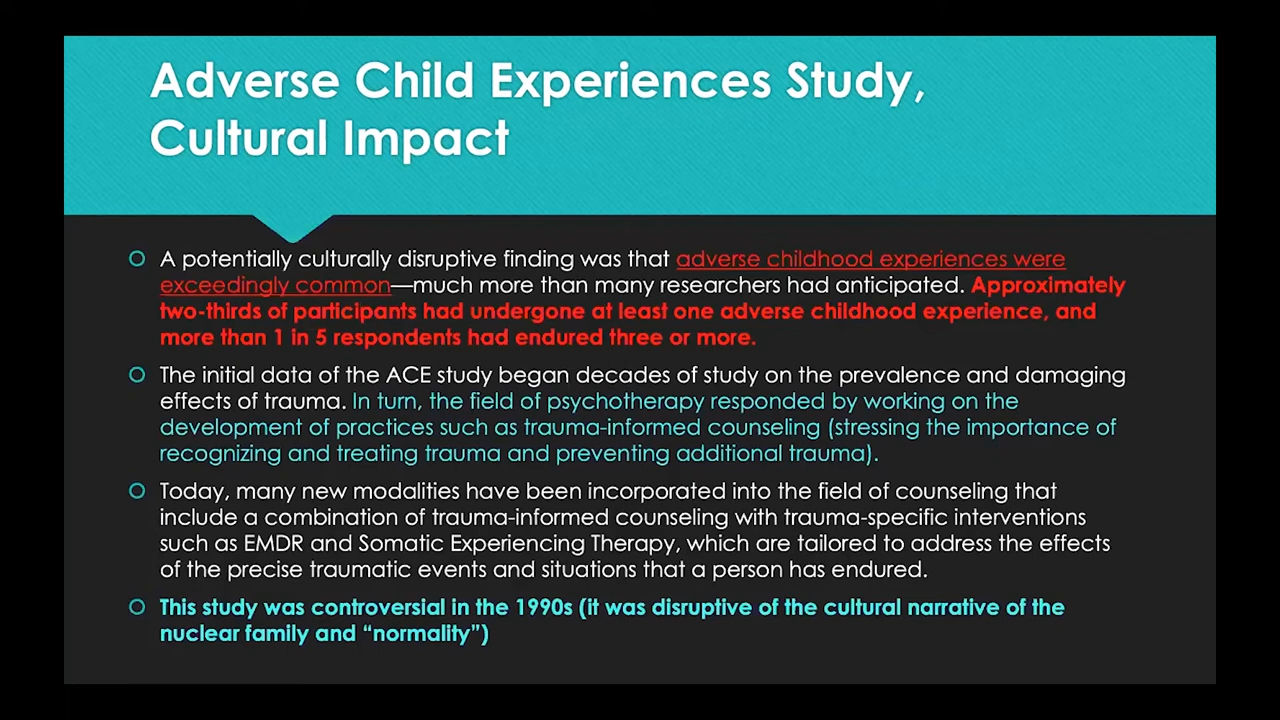 Adverse Child Experiences Study,
Cultural Impact
A potentially culturally disruptive finding was that adverse childhood experiences were
exceedingly common—much more than many researchers had anticipated. Approximately
two-thirds of participants had undergone at least one adverse childhood experience, and
more than 1 in 5 respondents had endured three or more.
The initial data of the ACE study began decades of study on the prevalence and damaging
effects of trauma. In turn, the field of psychotherapy responded by working on the
development of practices such as trauma-informed counseling (stressing the importance of
recognizing and treating trauma and preventing additional trauma).
Today, many new modalities have been incorporated into the field of counseling that
include a combination of trauma-informed counseling with trauma-specific interventions
such as EMDR and Somatic Experiencing Therapy, which are tailored to address the effects
of the precise traumatic events and situations that a person has endured.
This study was controversial in the 1990s (it was disruptive of the cultural narrative of the
nuclear family and “normality”)